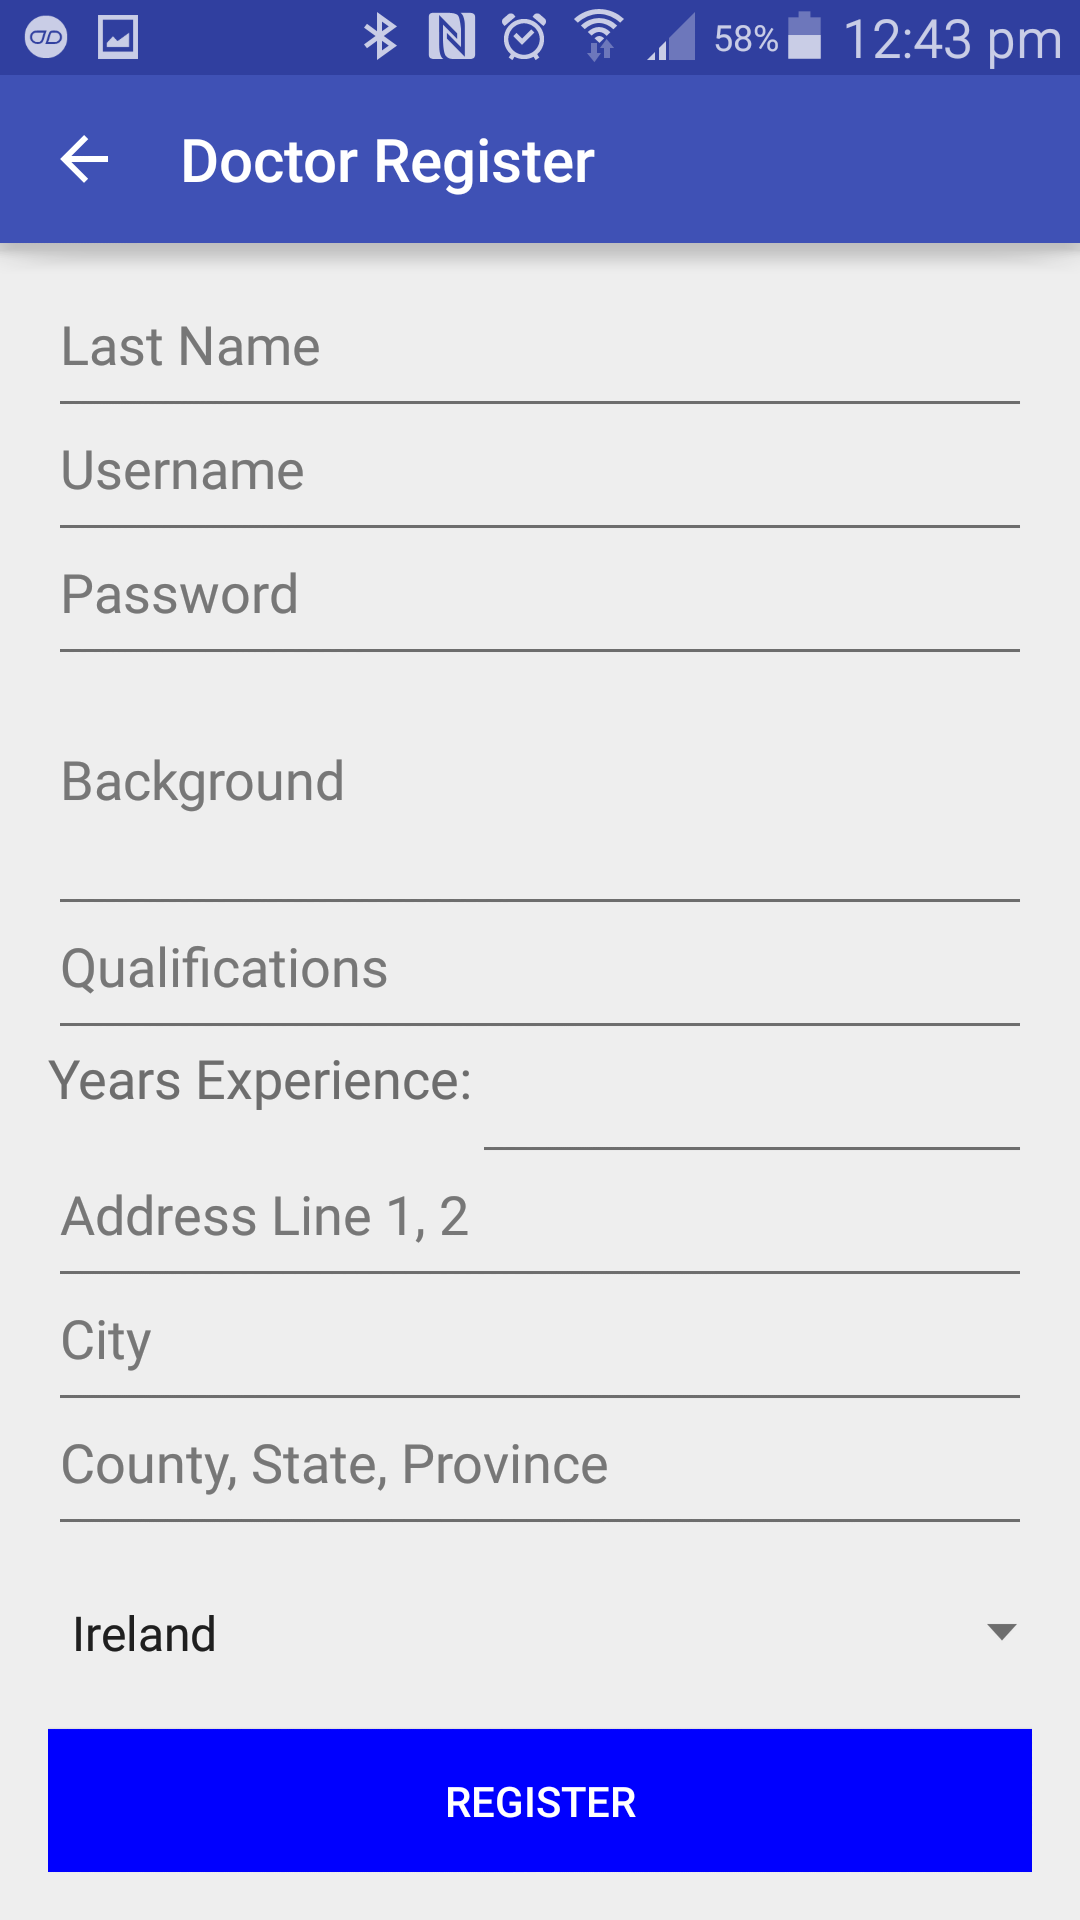 58% 12:43 pm
Doctor Register
Last Name
Username
Password
Background
Qualifications
Years Experience:
Address Line 1, 2
City
County, State, Province
Ireland
REGISTER